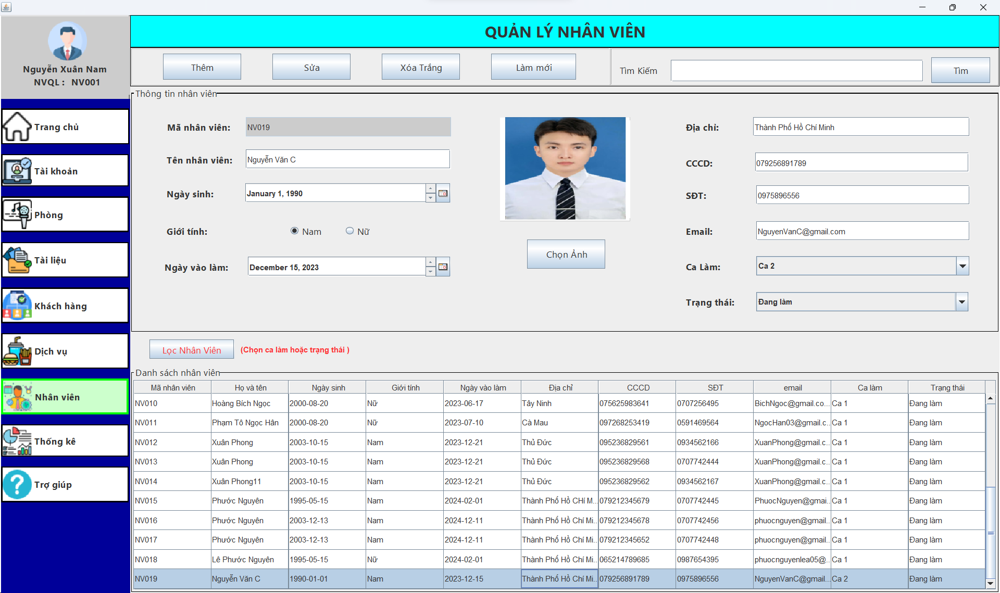 QUẢN LÝ NHÂN VIÊN
Nguyễn Xuân Nam
NVQL : NV001
Trang chủ
Tài khoản
Phòng
Tài liệu
Khách hàng
Dịch vụ
Nhân viên
Thống kê
Trợ giúp
Thêm Sửa Xóa Trắng Làm mới Tìm Kiếm Tìm
Thông tin nhân viên
Mã nhân viên: NV019
Tên nhân viên: Nguyễn Văn C
Ngày sinh: January 1, 1990
Giới tính: Nam Nữ
Ngày vào làm: December 15, 2023
Chọn Ảnh
Địa chỉ: Thành Phố Hồ Chí Minh
CCCD: 079256891789
SĐT: 0975896556
Email: NguyenVanC@gmail.com
Ca Làm: Ca 2
Trạng thái: Đang làm
Lọc Nhân Viên (Chọn ca làm hoặc trạng thái )
Danh sách nhân viên
Mã nhân viên Họ và tên Ngày sinh Giới tính Ngày vào làm Địa chỉ CCCD SĐT email Ca làm Trạng thái
NV010 Hoàng Bích Ngọc 2000-08-20 Nữ 2023-06-17 Tây Ninh 075625983641 0707256495 BichNgoc@gmail.co... Ca 1 Đang làm
NV011 Phạm Tô Ngọc Hân 2000-08-20 Nữ 2023-07-10 Cà Mau 097268253419 0591469564 NgocHan03@gmail.c... Ca 1 Đang làm
NV012 Xuân Phong 2003-10-15 Nam 2023-12-21 Thủ Đức 095236829561 0934562166 XuanPhong@gmail.c... Ca 1 Đang làm
NV013 Xuân Phong 2003-10-15 Nam 2023-12-21 Thủ Đức 095236829568 0707742444 XuanPhong@gmail.c... Ca 1 Đang làm
NV014 Xuân Phong11 2003-10-15 Nam 2023-12-21 Thủ Đức 095236829562 0934562167 XuanPhong@gmail.c... Ca 1 Đang làm
NV015 Phước Nguyên 1995-05-15 Nam 2024-02-01 Thành Phố Hồ CHí M... 079212345679 0707742445 PhuocNguyen@gmai... Ca 1 Đang làm
NV016 Phước Nguyên 2003-12-13 Nam 2024-12-11 Thành Phố Hồ Chí Mi... 079212345678 0707742456 phuocnguyen@gmail... Ca 1 Đang làm
NV017 Phước Nguyên 2003-12-13 Nam 2024-12-11 Thành Phố Hồ Chí Mi... 079212345652 0707742448 phuocnguyen@gmail... Ca 1 Đang làm
NV018 Lê Phước Nguyên 1995-05-15 Nữ 2024-02-01 Thành Phố Hồ Chí Mi... 065214789685 0987654395 phuocnguyenlea05@... Ca 1 Đang làm
NV019 Nguyễn Văn C 1990-01-01 Nam 2023-12-15 Thành Phố Hồ Chí Mi... 079256891789 0975896556 NguyenVanC@gmail... Ca 2 Đang làm